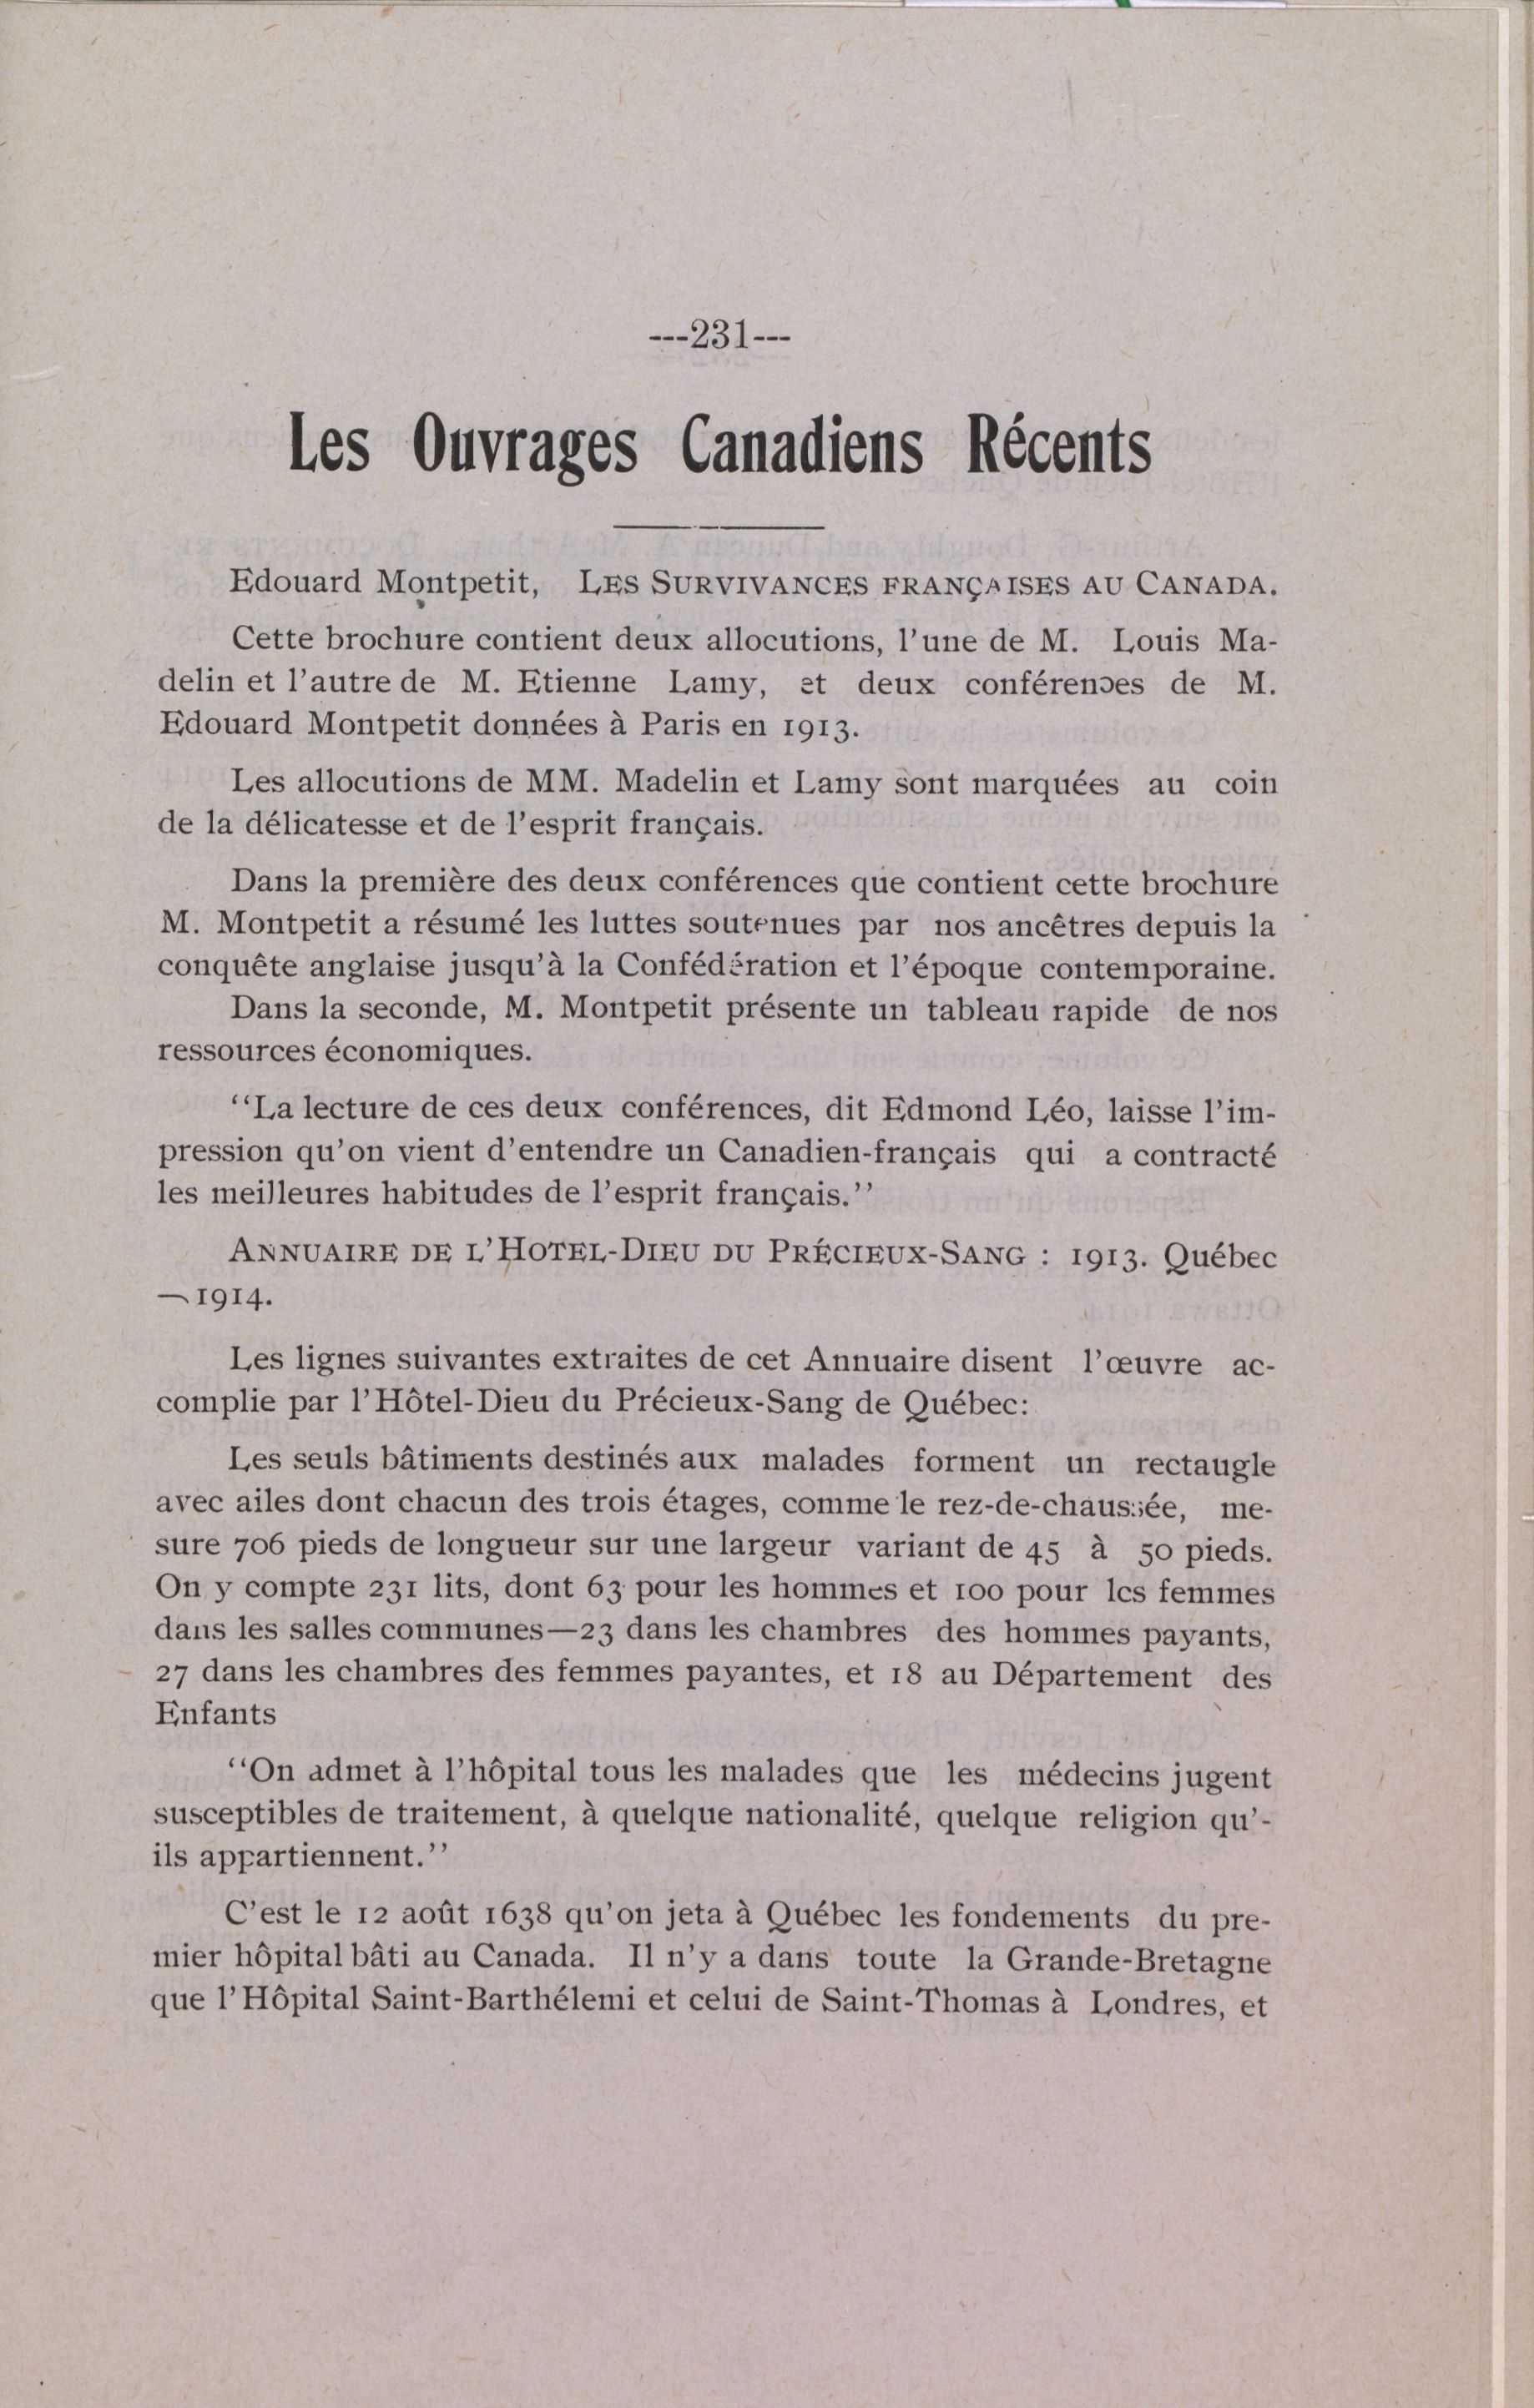 ---231---
Les Ouvrages Canadiens Récents
Edouard Montpetit, LES SURVIVANCES FRANÇAISES AU CANADA.
Cette brochure contient deux allocutions, l'une de M. Louis Ma-
delin et l'autre de M. Etienne Lamy, et deux conférences de M.
Edouard Montpetit données à Paris en 1913.
Les allocutions de MM. Madelin et Lamy sont marquées au coin
de la délicatesse et de l'esprit français.
Dans la première des deux conférences que contient cette brochure
M. Montpetit a résumé les luttes soutenues par nos ancêtres depuis la
conquête anglaise jusqu'à la Confédération et l'époque contemporaine.
Dans la seconde, M. Montpetit présente un tableau rapide de nos
ressources économiques.
"La lecture de ces deux conférences, dit Edmond Léo, laisse l'im-
pression qu'on vient d'entendre un Canadien-français qui a contracté
les meilleures habitudes de l'esprit français."
ANNUAIRE DE L'HOTEL-DIEU DU PRÉCIEUX-SANG : 1913. Québec
—1914.
Les lignes suivantes extraites de cet Annuaire disent l'œuvre ac-
complie par l'Hôtel-Dieu du Précieux-Sang de Québec:
Les seuls bâtiments destinés aux malades forment un rectaugle
avec ailes dont chacun des trois étages, comme le rez-de-chaussée, me-
sure 706 pieds de longueur sur une largeur variant de 45 à 50 pieds.
On y compte 231 lits, dont 63 pour les hommes et 100 pour les femmes
dans les salles communes—23 dans les chambres des hommes payants,
27 dans les chambres des femmes payantes, et 18 au Département des
Enfants
"On admet à l'hôpital tous les malades que les médecins jugent
susceptibles de traitement, à quelque nationalité, quelque religion qu'-
ils appartiennent."
C'est le 12 août 1638 qu'on jeta à Québec les fondements du pre-
mier hôpital bâti au Canada. Il n'y a dans toute la Grande-Bretagne
que l'Hôpital Saint-Barthélemi et celui de Saint-Thomas à Londres, et